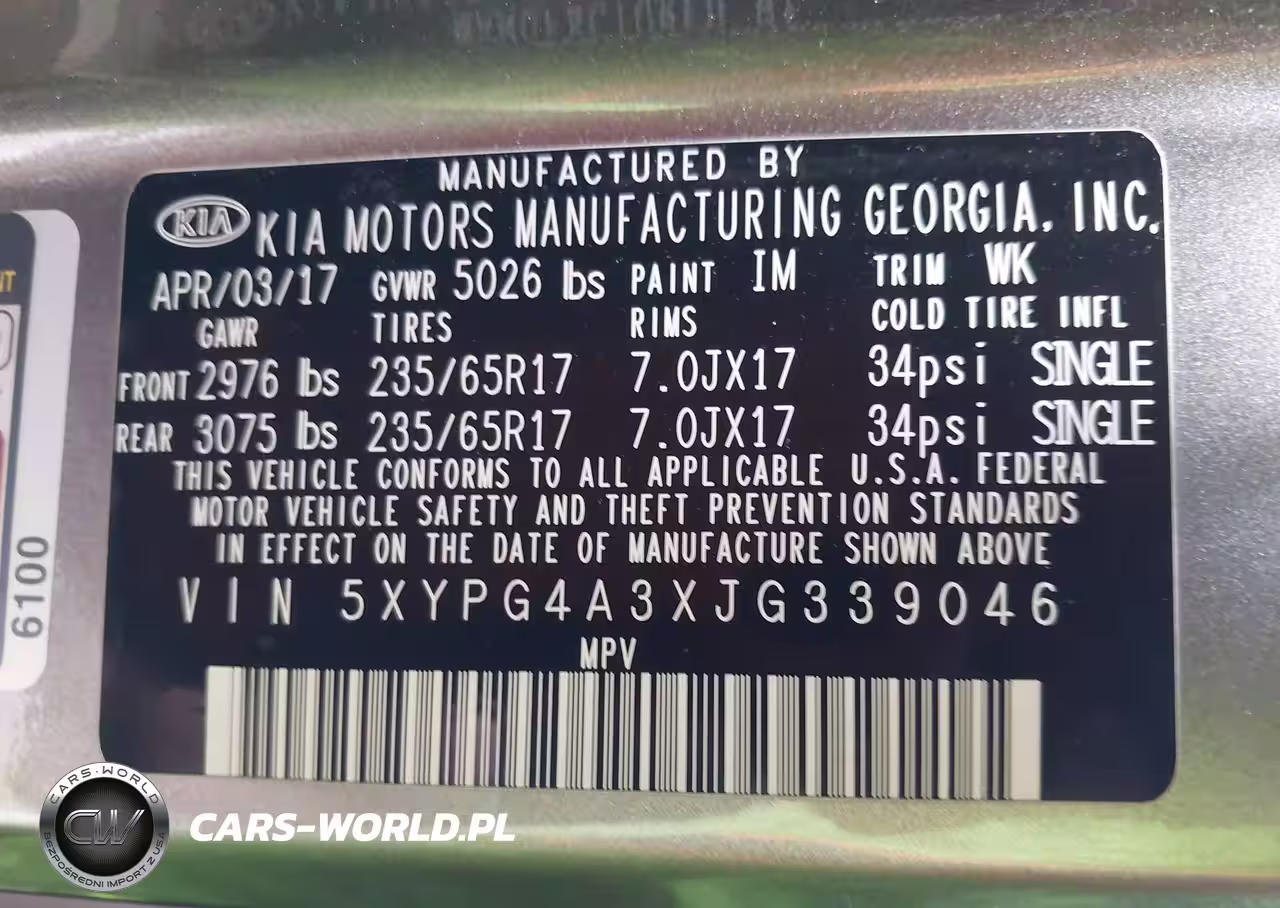 MANUFACTURED BY
KIA KIA MOTORS MANUFACTURING GEORGIA, INC.
APR/03/17 GVWR 5026 lbs PAINT IM TRIM WK
GAWR TIRES RIMS COLD TIRE INFL
FRONT 2976 lbs 235/65R17 7.0JX17 34psi SINGLE
REAR 3075 lbs 235/65R17 7.0JX17 34psi SINGLE
THIS VEHICLE CONFORMS TO ALL APPLICABLE U.S.A. FEDERAL
MOTOR VEHICLE SAFETY AND THEFT PREVENTION STANDARDS
IN EFFECT ON THE DATE OF MANUFACTURE SHOWN ABOVE
VIN 5XYPG4A3XJG339046
MPV
6100
CARS-WORLD
CW
BEZPOŚREDNI IMPORT Z USA
CARS-WORLD.PL